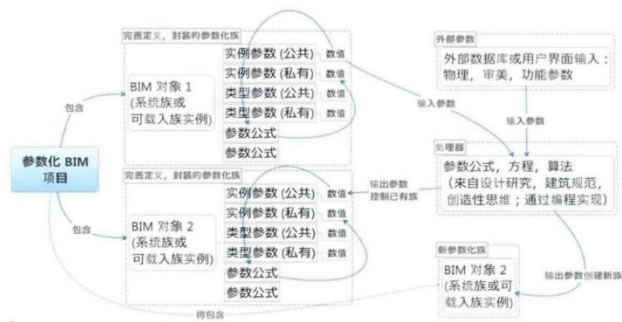 完善定义，封装的参数化族
实例参数 (公共) 数值
实例参数 (私有) 数值
类型参数 (公共) 数值
类型参数 (私有) 数值
参数公式
参数公式
BIM 对象 1
(系统族或
可载入族实例)
包含
参数化 BIM
项目
包含
完善定义，封装的参数化族
实例参数 (公共) 数值
实例参数 (私有) 数值
类型参数 (公共) 数值
类型参数 (私有) 数值
参数公式
参数公式
BIM 对象 2
(系统族或
可载入族实例)
将包含
外部参数
外部数据库或用户界面输入：
物理，审美，功能参数
输入参数
输入参数
处理器
参数公式，方程，算法
（来自设计研究，建筑规范，
创造性思维；通过编程实现）
输出参数
控制已有族
新参数化族
BIM 对象 2
(系统族或可
载入族实例)
输出参数创建新族